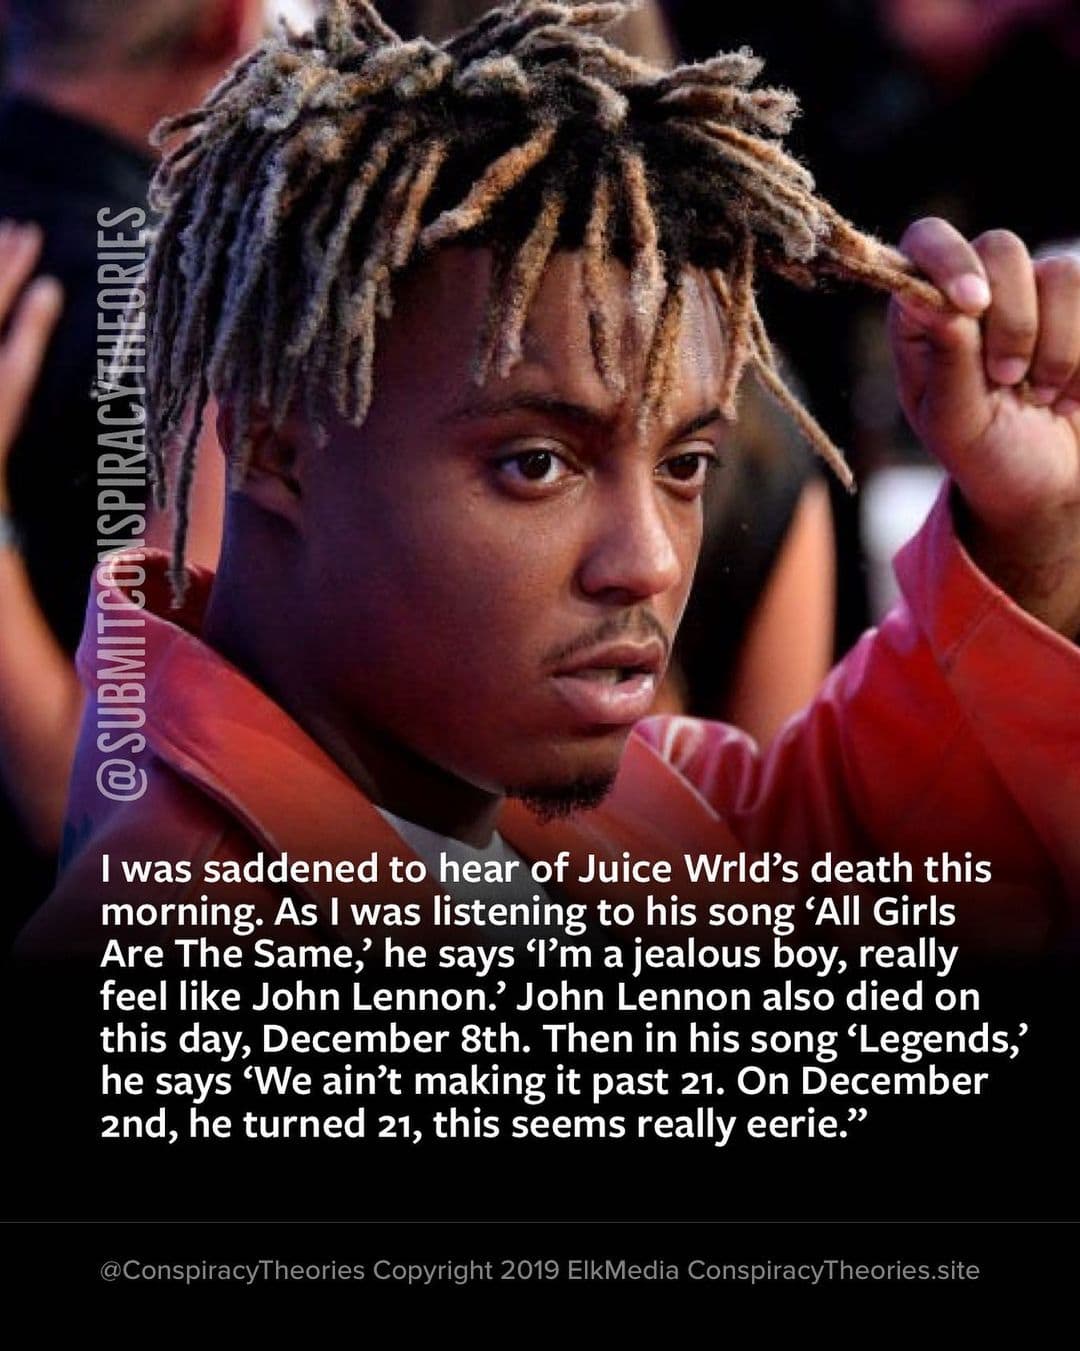 @SUBMITCONSPIRACYTHEORIES
I was saddened to hear of Juice Wrld’s death this
morning. As I was listening to his song ‘All Girls
Are The Same,’ he says ‘I’m a jealous boy, really
feel like John Lennon.’ John Lennon also died on
this day, December 8th. Then in his song ‘Legends,’
he says ‘We ain’t making it past 21. On December
2nd, he turned 21, this seems really eerie.”
@ConspiracyTheories Copyright 2019 ElkMedia ConspiracyTheories.site